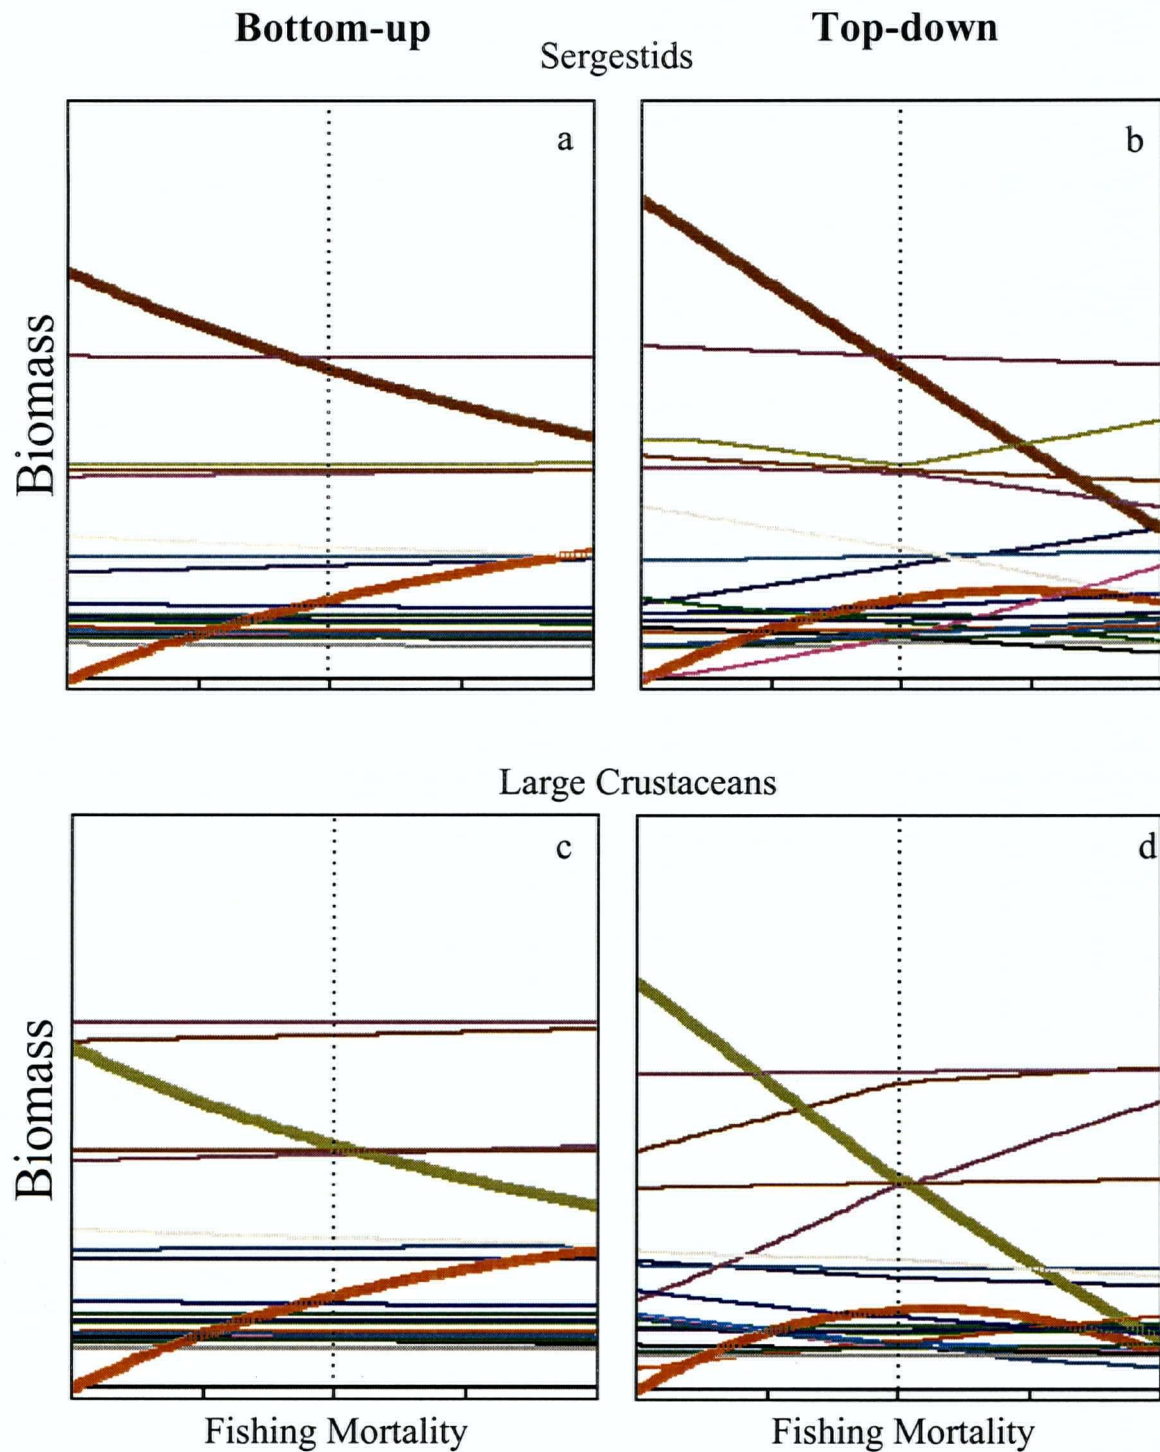 Bottom-up
Top-down
Sergestids
a
b
Biomass
Large Crustaceans
c
d
Biomass
Fishing Mortality
Fishing Mortality